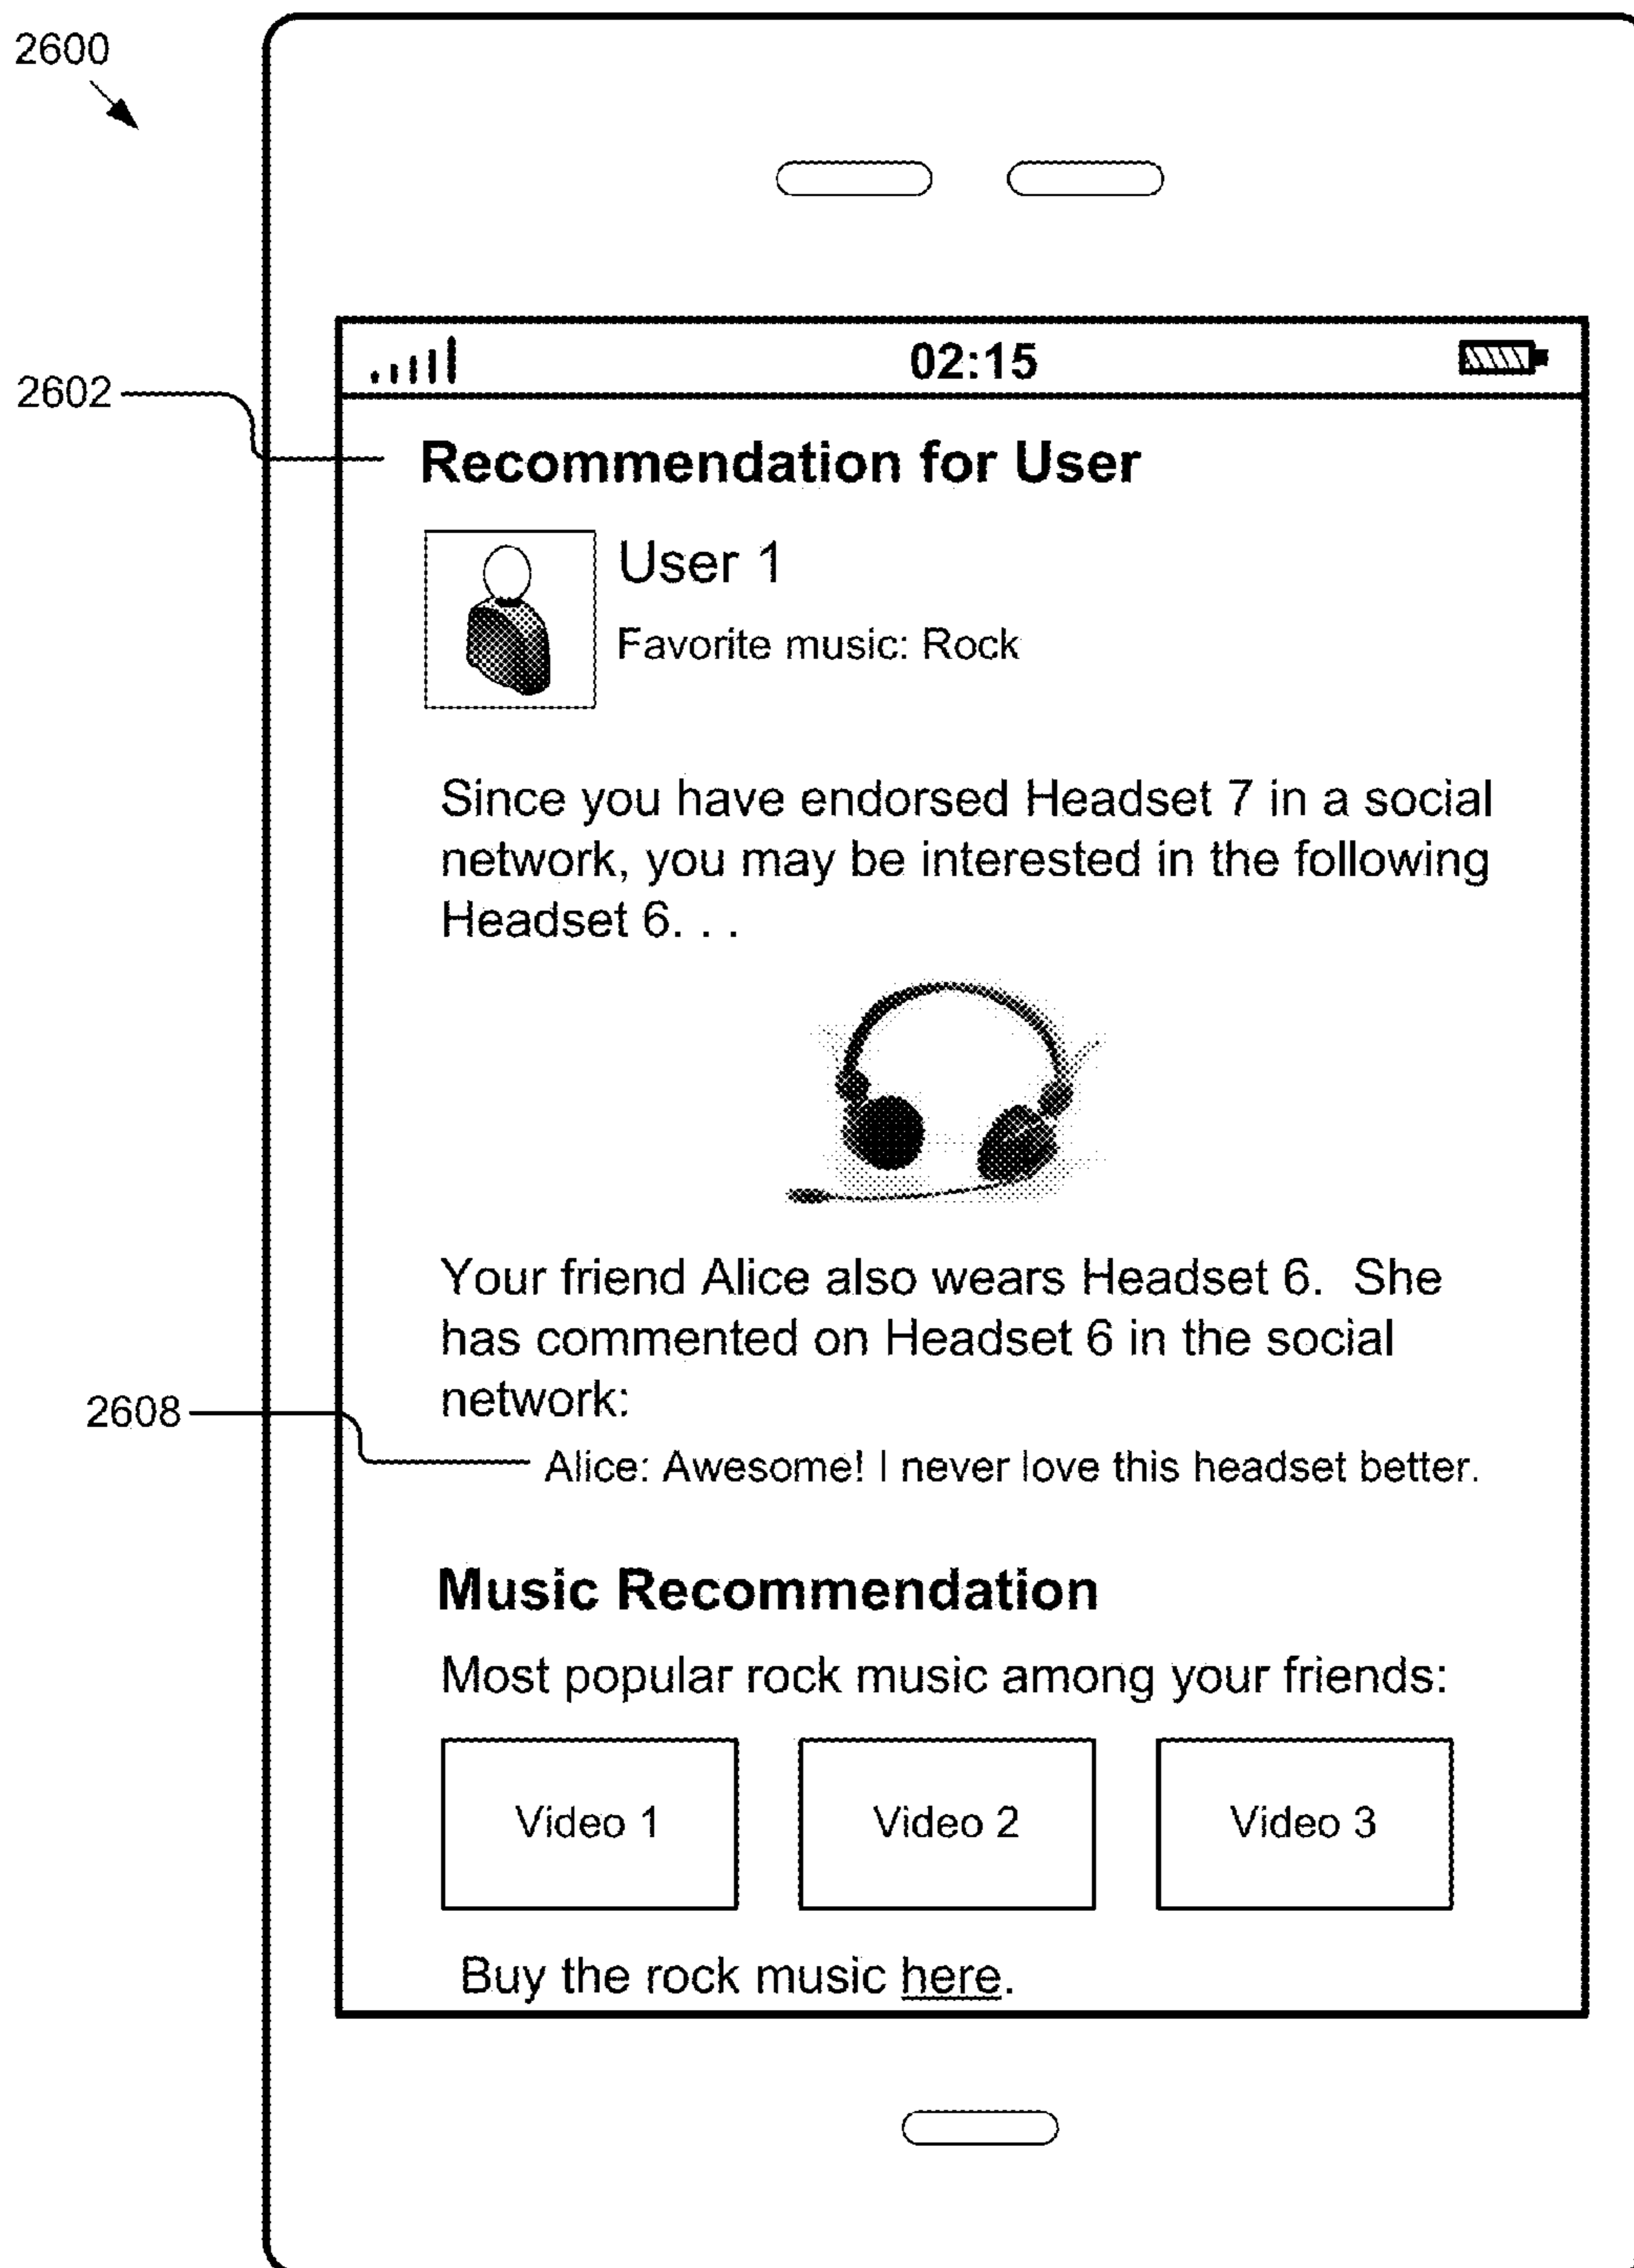 2600
02:15
2602
Recommendation for User
User 1
Favorite music: Rock
Since you have endorsed Headset 7 in a social
network, you may be interested in the following
Headset 6. . .
Your friend Alice also wears Headset 6. She
has commented on Headset 6 in the social
network:
2608
Alice: Awesome! I never love this headset better.
Music Recommendation
Most popular rock music among your friends:
Video 1 Video 2 Video 3
Buy the rock music here.